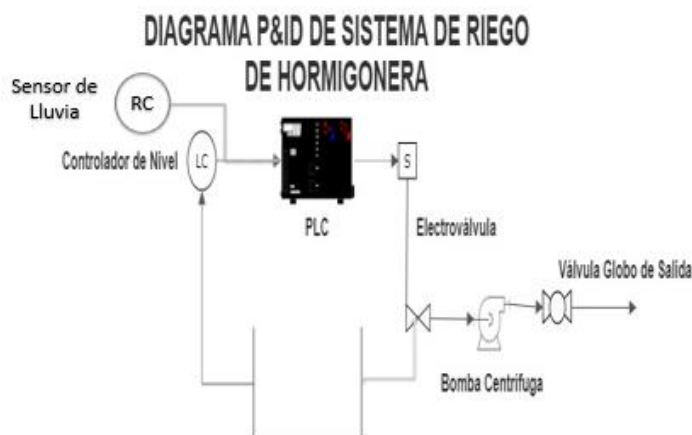 DIAGRAMA P&ID DE SISTEMA DE RIEGO
DE HORMIGONERA
Sensor de
Lluvia
RC
Controlador de Nivel
LC
PLC
S
Electroválvula
Válvula Globo de Salida
Bomba Centrífuga